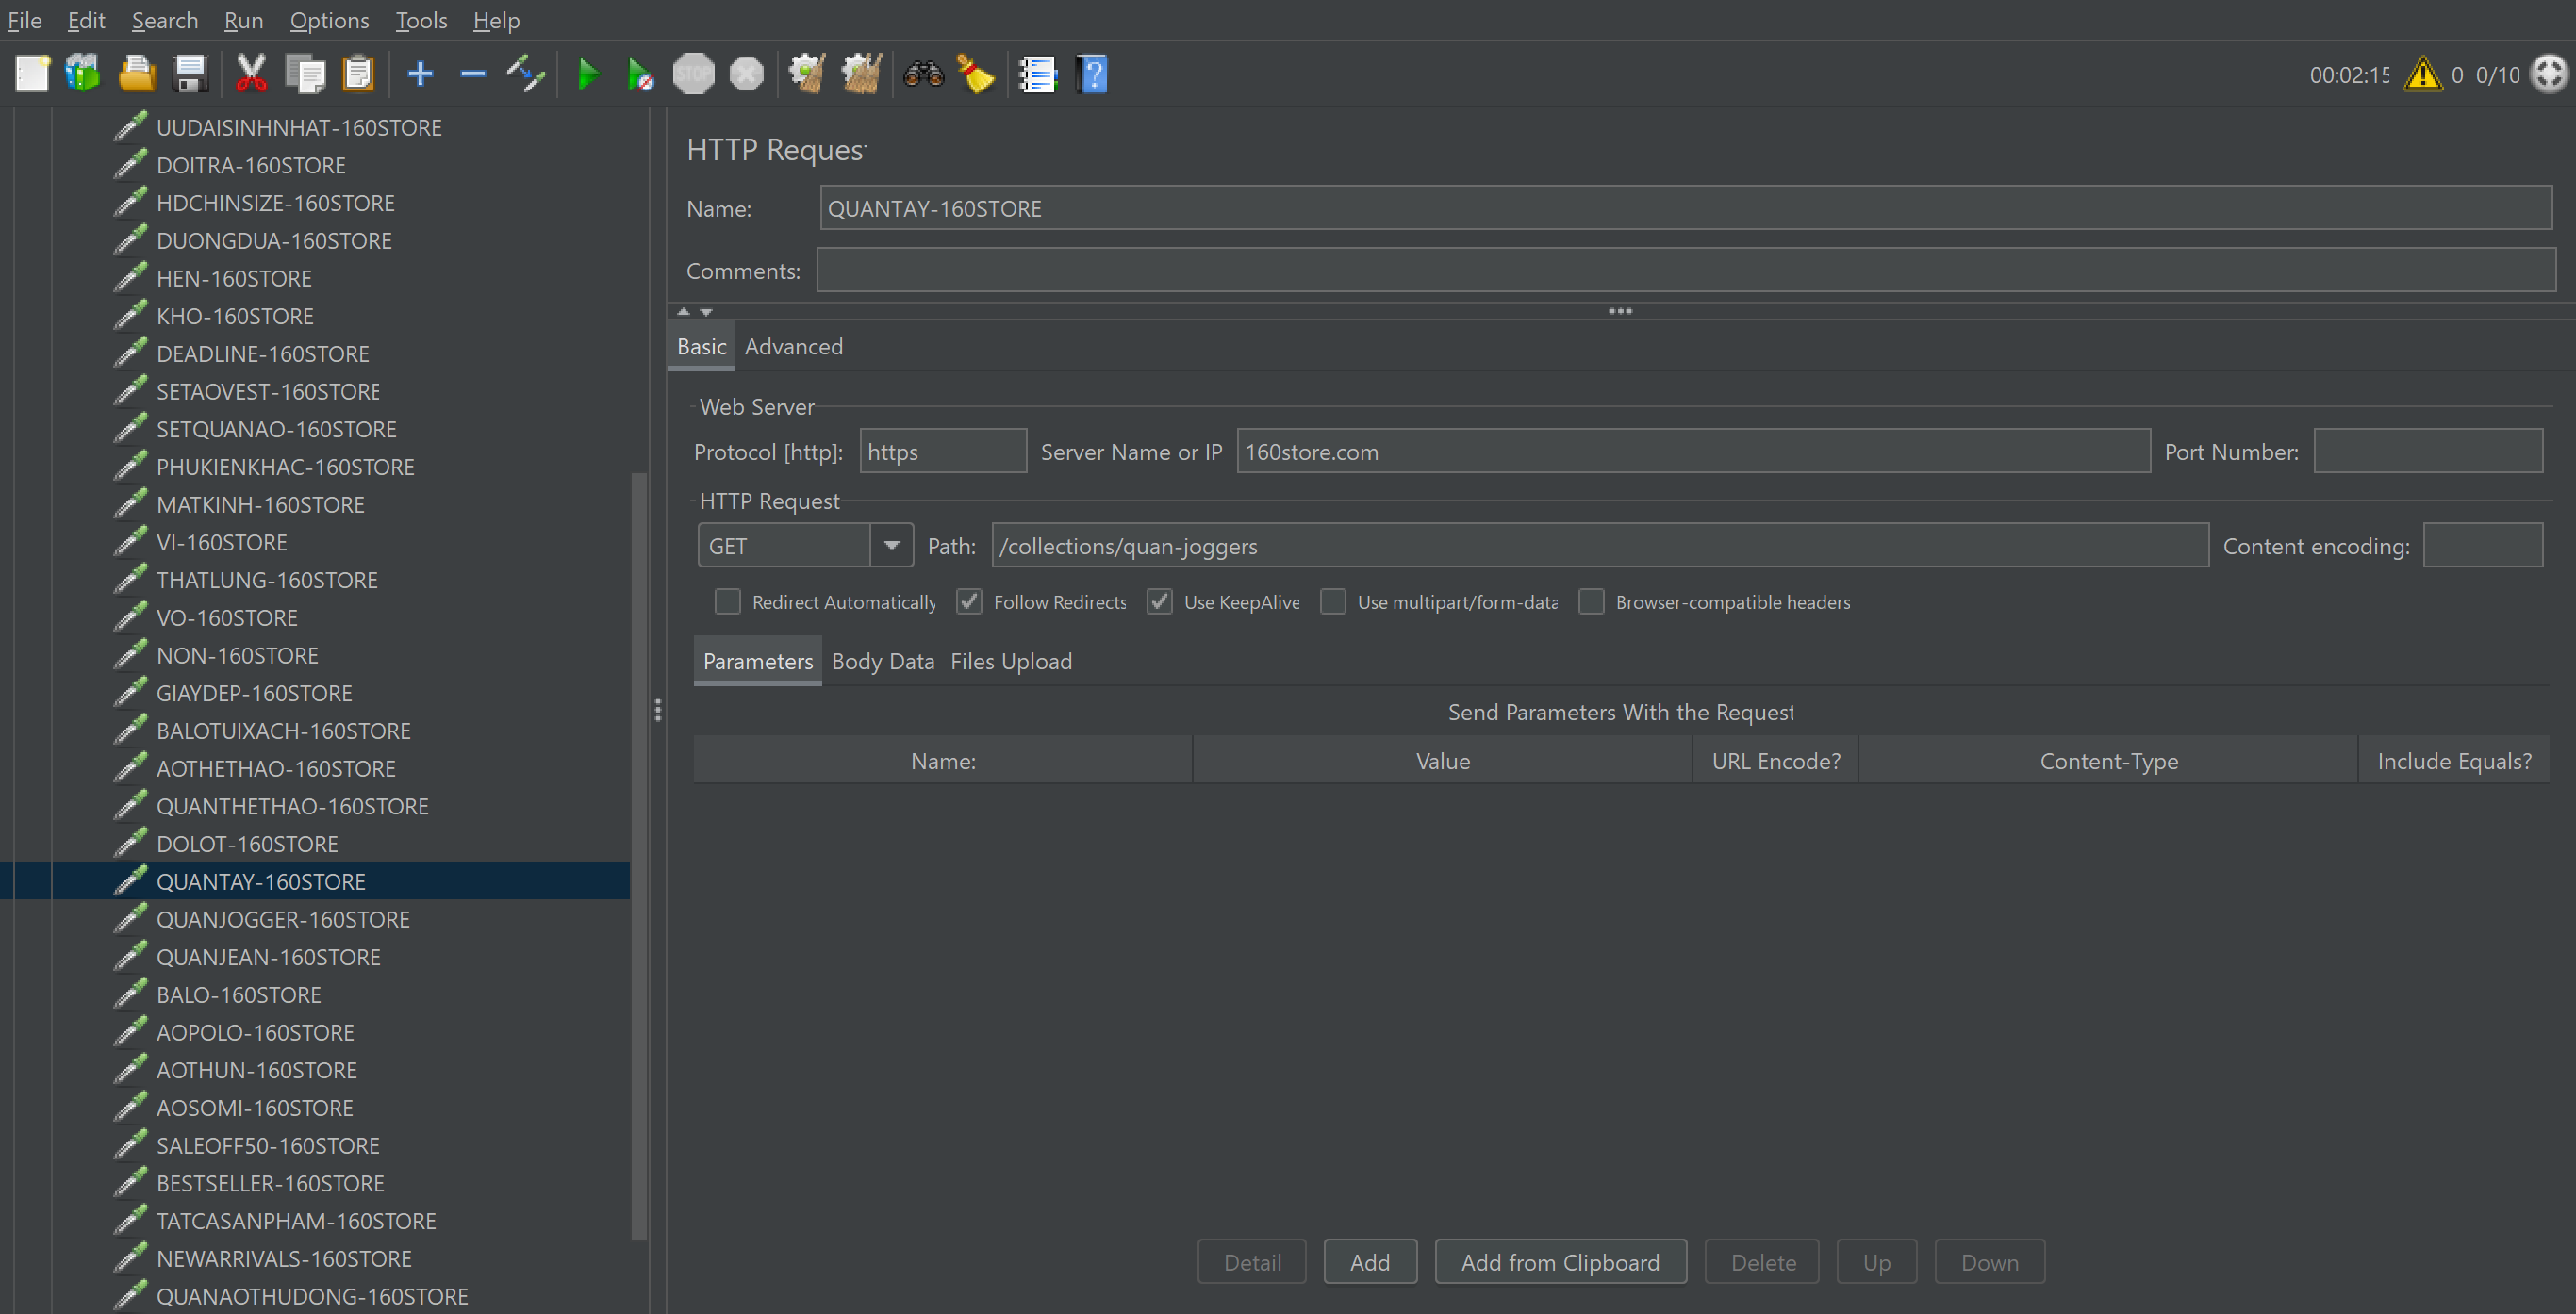 File Edit Search Run Options Tools Help
STOP ? 00:02:15 0 0/10
UUDAISINHNHAT-160STORE
DOITRA-160STORE
HDCHINSIZE-160STORE
DUONGDUA-160STORE
HEN-160STORE
KHO-160STORE
DEADLINE-160STORE
SETAOVEST-160STORE
SETQUANAO-160STORE
PHUKIENKHAC-160STORE
MATKINH-160STORE
VI-160STORE
THATLUNG-160STORE
VO-160STORE
NON-160STORE
GIAYDEP-160STORE
BALOTUIXACH-160STORE
AOTHETHAO-160STORE
QUANTHETHAO-160STORE
DOLOT-160STORE
QUANTAY-160STORE
QUANJOGGER-160STORE
QUANJEAN-160STORE
BALO-160STORE
AOPOLO-160STORE
AOTHUN-160STORE
AOSOMI-160STORE
SALEOFF50-160STORE
BESTSELLER-160STORE
TATCASANPHAM-160STORE
NEWARRIVALS-160STORE
QUANAOTHUDONG-160STORE
HTTP Request
Name: QUANTAY-160STORE
Comments:
Basic Advanced
Web Server
Protocol [http]: https Server Name or IP 160store.com Port Number:
HTTP Request
GET Path: /collections/quan-joggers Content encoding:
Redirect Automatically Follow Redirects Use KeepAlive Use multipart/form-data Browser-compatible headers
Parameters Body Data Files Upload
Send Parameters With the Request
Name: Value URL Encode? Content-Type Include Equals?
Detail Add Add from Clipboard Delete Up Down